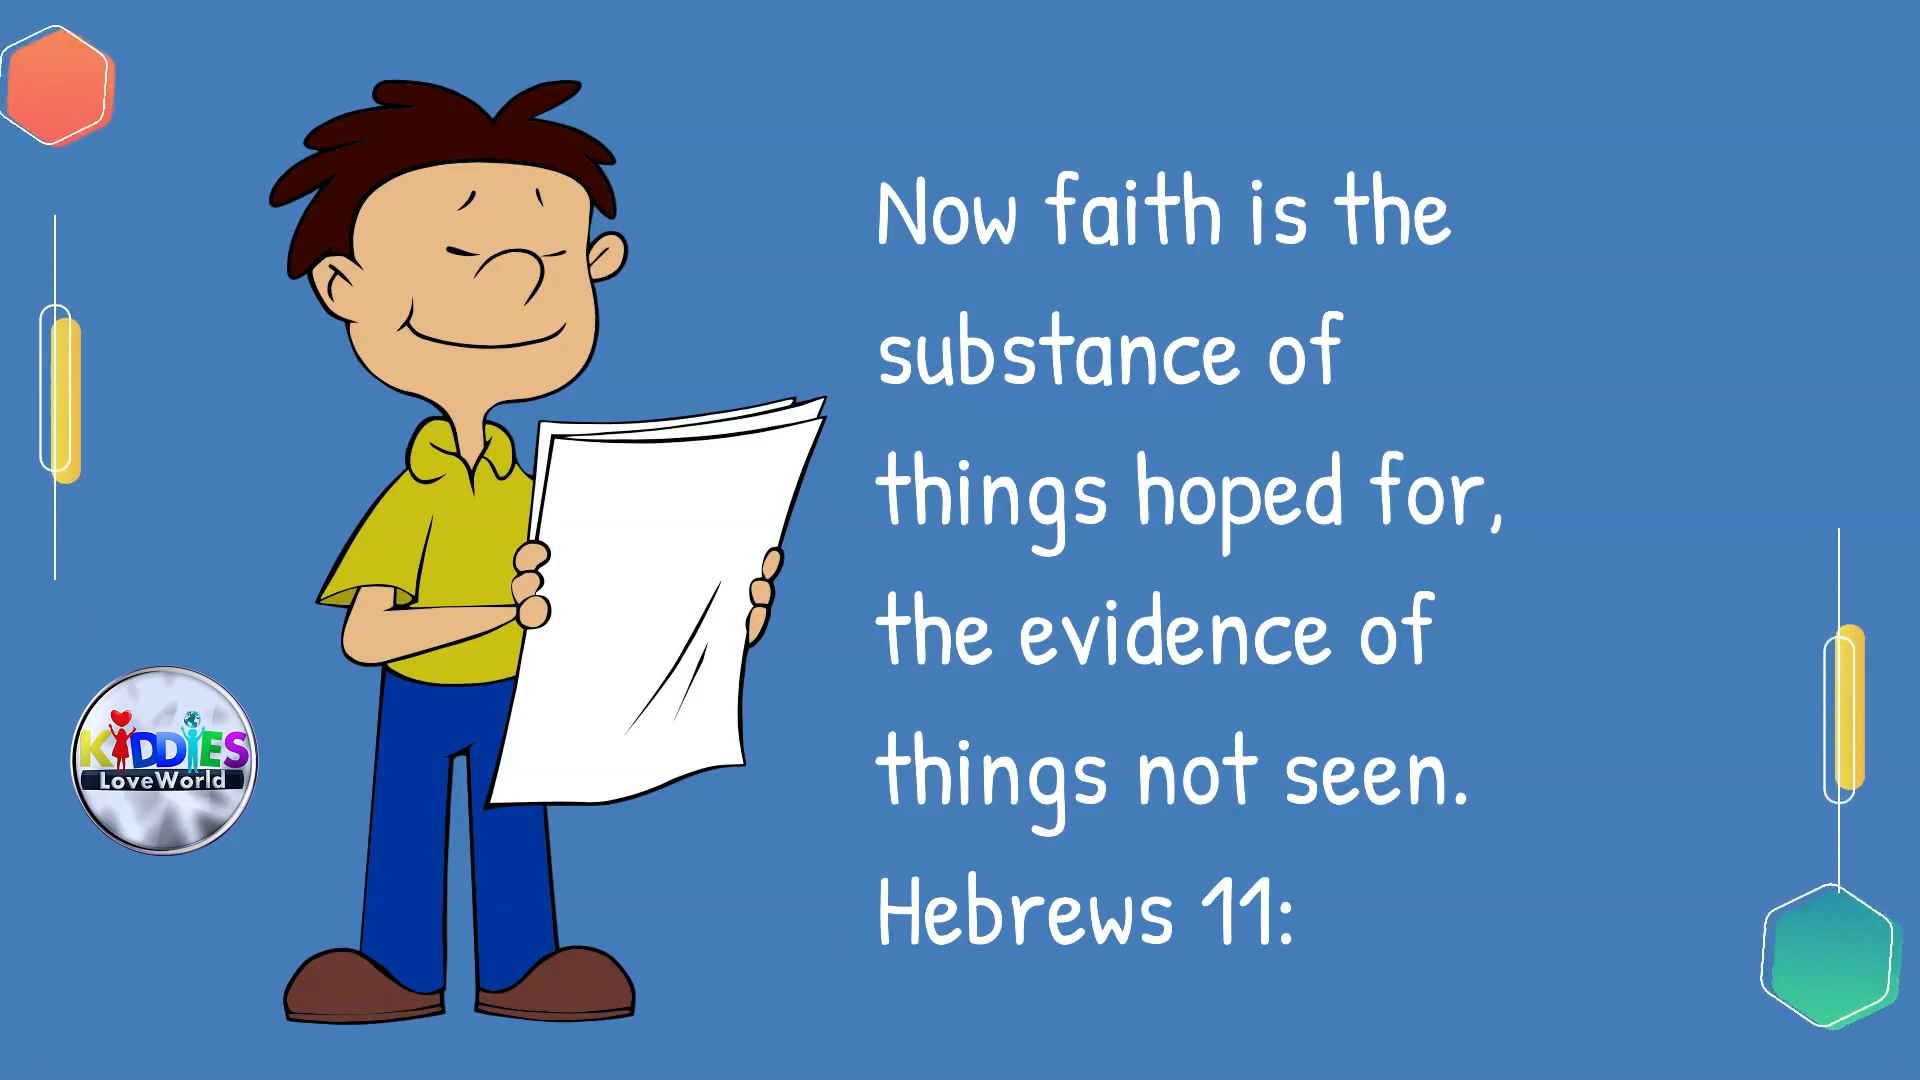 Now faith is the
substance of
things hoped for,
the evidence of
things not seen.
Hebrews 11:
KIDDIES
LoveWorld